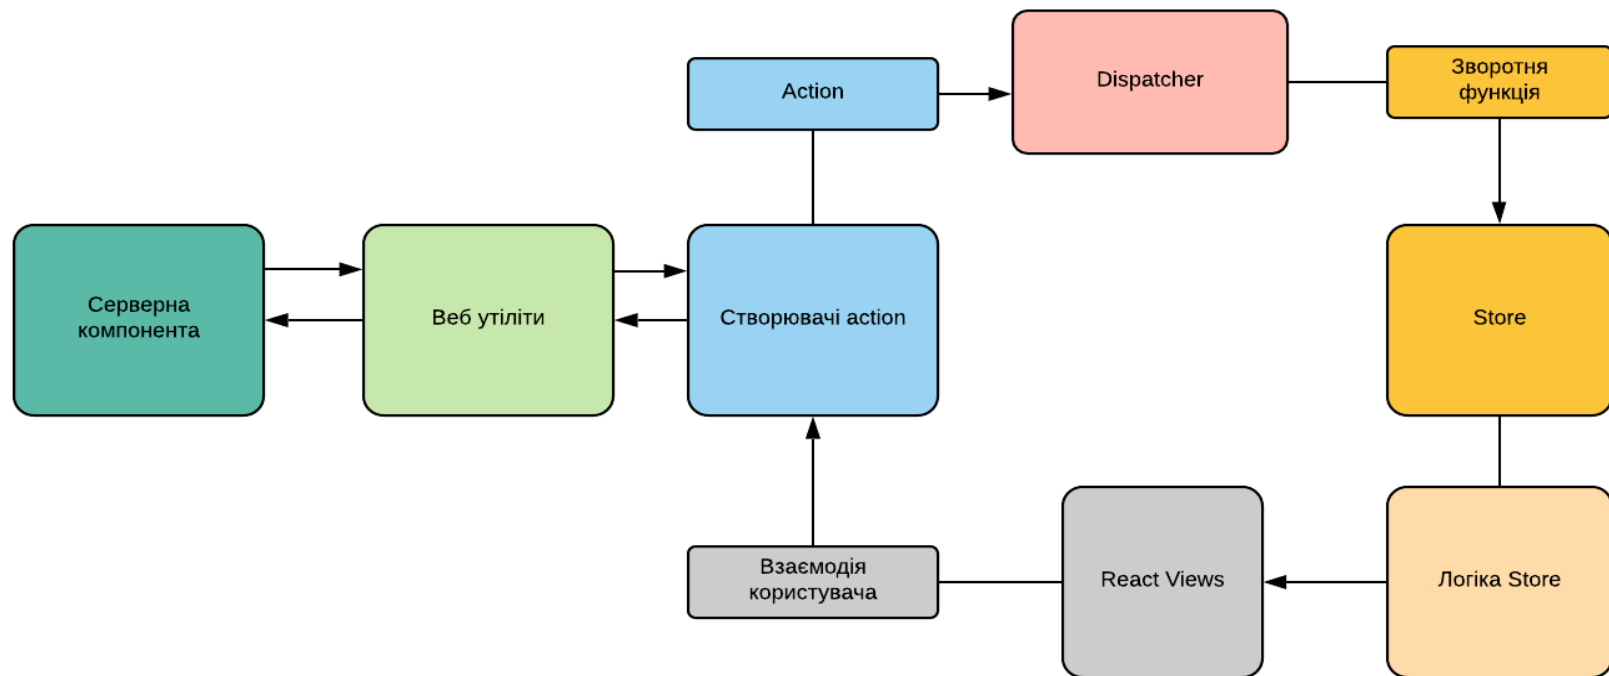 Action
Dispatcher
Зворотня
функція
Серверна
компонента
Веб утіліти
Створювачі action
Store
Взаємодія
користувача
React Views
Логіка Store